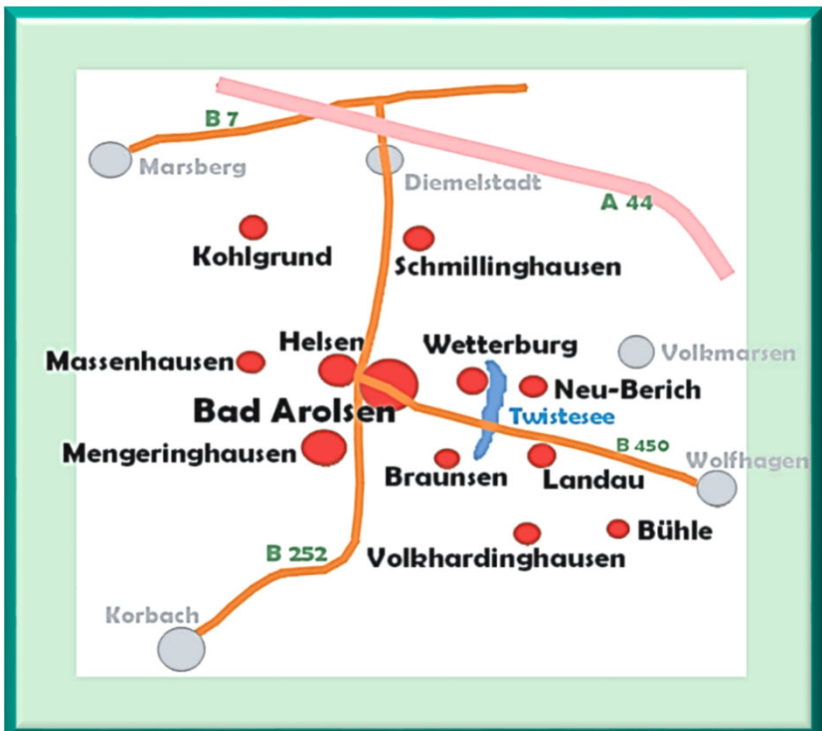 B 7
Marsberg
Diemelstadt
A 44
Kohlgrund
Schmillinghausen
Helsen
Wetterburg
Massenhausen
Volkmarsen
Neu-Berich
Bad Arolsen
Twistesee
Mengeringhausen
B 450
Wolfhagen
Braunsen
Landau
Bühle
B 252
Volkhardinghausen
Korbach